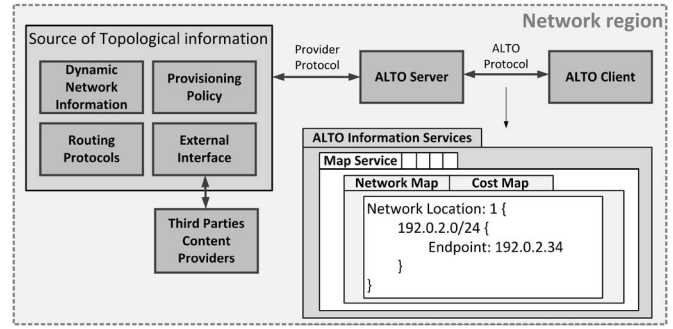 Network region
Source of Topological information
Dynamic
Network
Information
Provisioning
Policy
Routing
Protocols
External
Interface
Third Parties
Content
Providers
Provider
Protocol
ALTO Server
ALTO
Protocol
ALTO Client
ALTO Information Services
Map Service
Network Map
Cost Map
Network Location: 1 {
192.0.2.0/24 {
Endpoint: 192.0.2.34
}
}